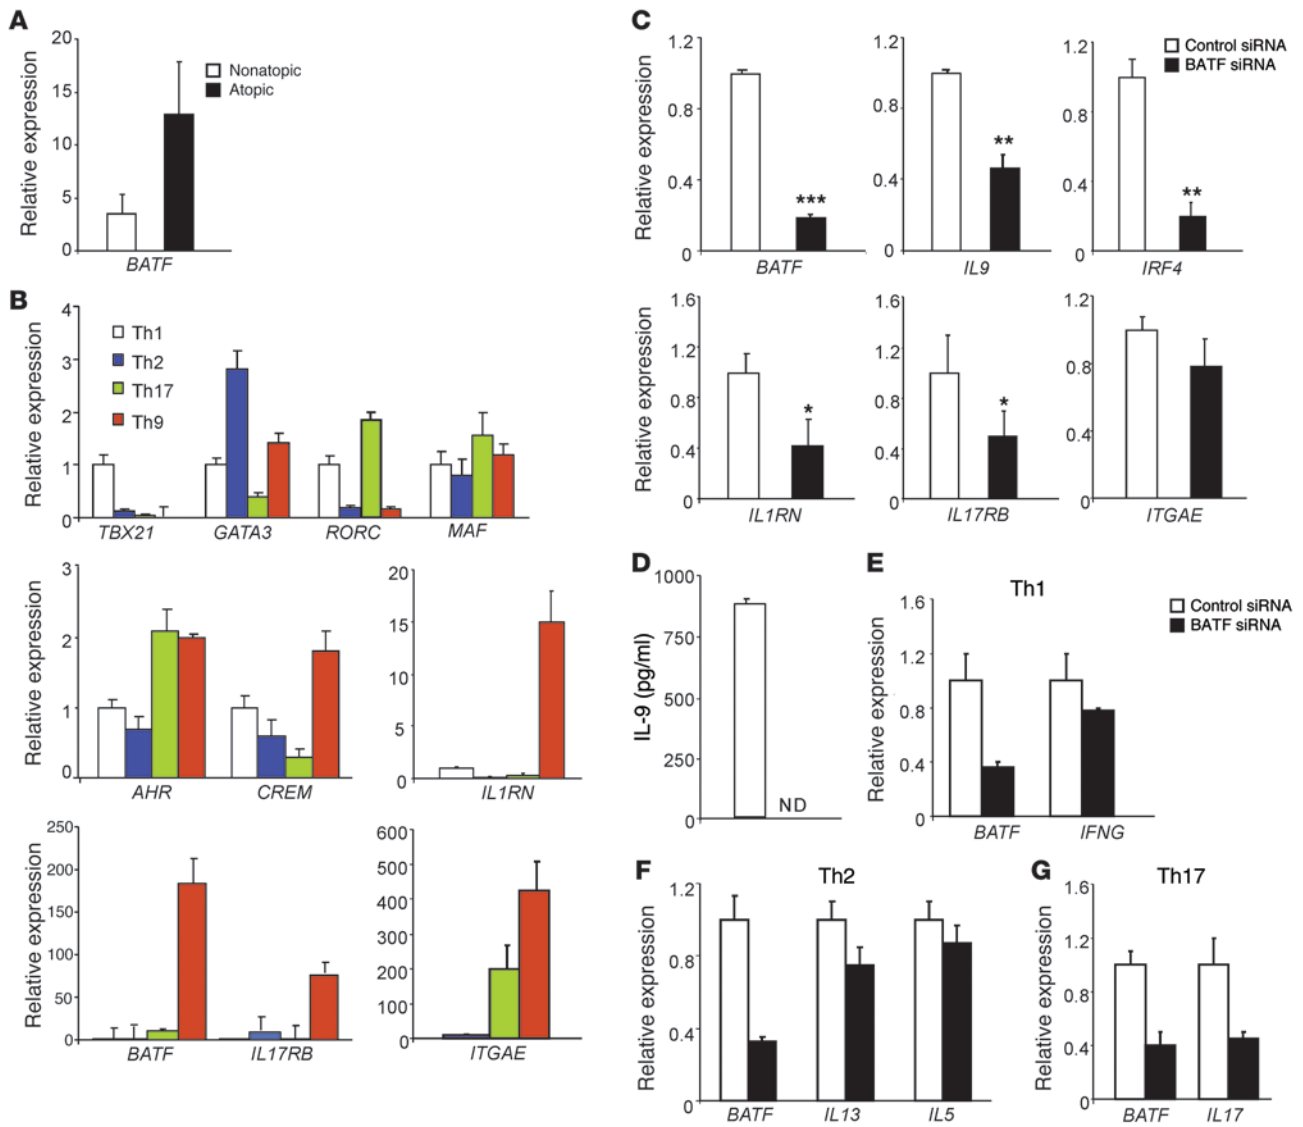 A
Relative expression
20
15
10
5
0
Nonatopic
Atopic
BATF
B
Relative expression
4
3
2
1
0
Th1
Th2
Th17
Th9
TBX21 GATA3 RORC MAF
Relative expression
3
2
1
0
AHR CREM
20
15
10
5
0
IL1RN
Relative expression
250
200
150
100
50
0
BATF IL17RB
600
500
400
300
200
100
0
ITGAE
C
Relative expression
1.2
0.8
0.4
0
***
BATF
1.2
0.8
0.4
0
**
IL9
1.2
0.8
0.4
0
**
IRF4
Control siRNA
BATF siRNA
Relative expression
1.6
1.2
0.8
0.4
0
*
IL1RN
1.6
1.2
0.8
0.4
0
*
IL17RB
1.2
0.8
0.4
0
ITGAE
D
IL-9 (pg/ml)
1000
750
500
250
0
ND
E
Th1
Relative expression
1.6
1.2
0.8
0.4
0
Control siRNA
BATF siRNA
BATF IFNG
F
Th2
Relative expression
1.2
0.8
0.4
0
BATF IL13 IL5
G
Th17
Relative expression
1.6
1.2
0.8
0.4
0
BATF IL17